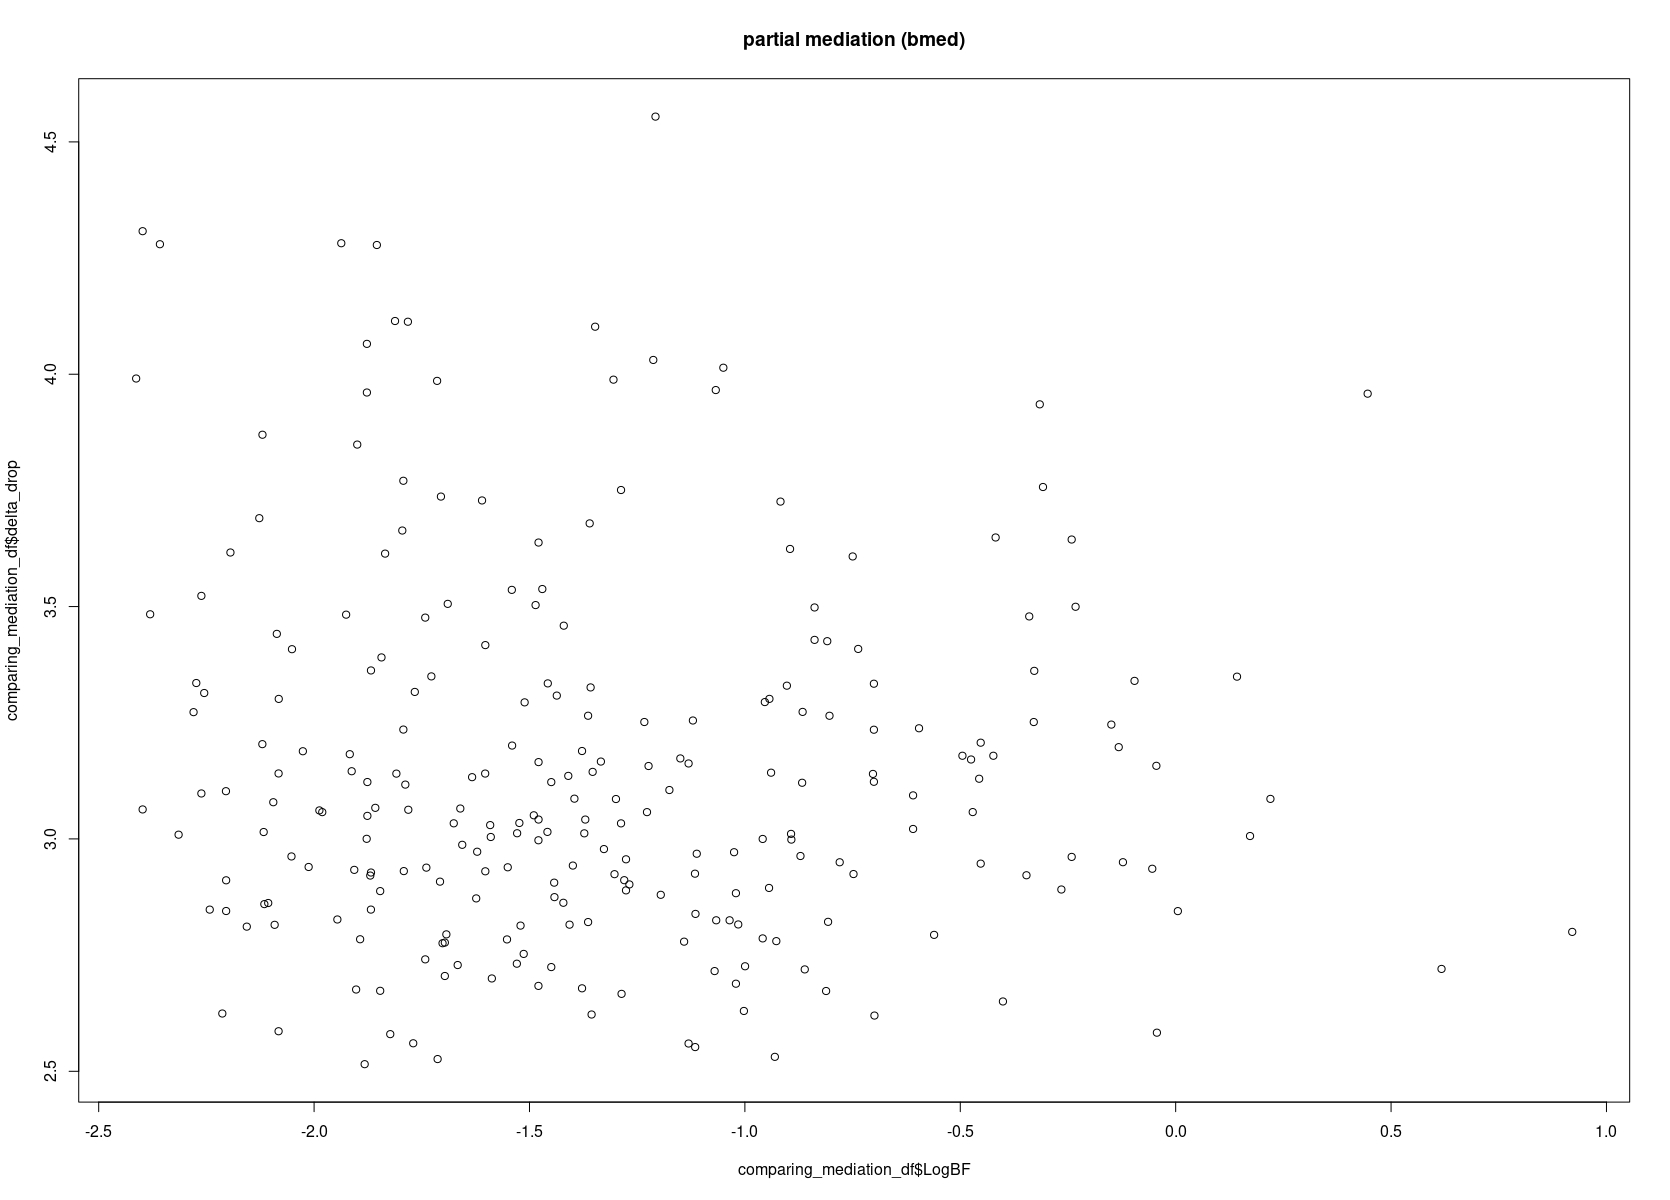 partial mediation (bmed)
comparing_mediation_df$delta_drop
4.5
4.0
3.5
3.0
2.5
-2.5 -2.0 -1.5 -1.0 -0.5 0.0 0.5 1.0
comparing_mediation_df$LogBF